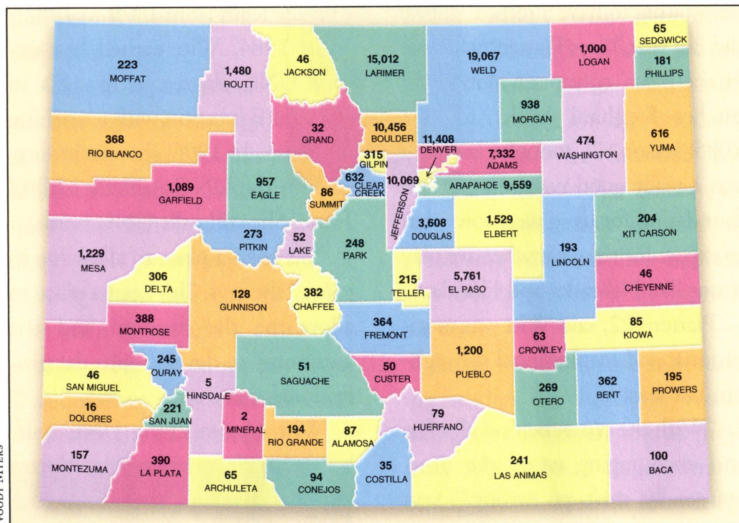 223
MOFFAT
1,480
ROUTT
46
JACKSON
15,012
LARIMER
19,067
WELD
1,000
LOGAN
65
SEDGWICK
181
PHILLIPS
368
RIO BLANCO
32
GRAND
10,456
BOULDER
315
GILPIN
11,408
DENVER
938
MORGAN
474
WASHINGTON
616
YUMA
7,332
ADAMS
1,089
GARFIELD
957
EAGLE
86
SUMMIT
632
CLEAR
CREEK
10,069
JEFFERSON
ARAPAHOE 9,559
1,229
MESA
273
PITKIN
52
LAKE
248
PARK
3,608
DOUGLAS
1,529
ELBERT
193
LINCOLN
204
KIT CARSON
306
DELTA
128
GUNNISON
382
CHAFFEE
215
TELLER
5,761
EL PASO
46
CHEYENNE
388
MONTROSE
364
FREMONT
63
CROWLEY
85
KIOWA
245
OURAY
46
SAN MIGUEL
5
HINSDALE
51
SAGUACHE
50
CUSTER
1,200
PUEBLO
269
OTERO
362
BENT
195
PROWERS
16
DOLORES
221
SAN JUAN
2
MINERAL
194
RIO GRANDE
87
ALAMOSA
79
HUERFANO
157
MONTEZUMA
390
LA PLATA
65
ARCHULETA
94
CONEJOS
35
COSTILLA
241
LAS ANIMAS
100
BACA
WOODY MYERS